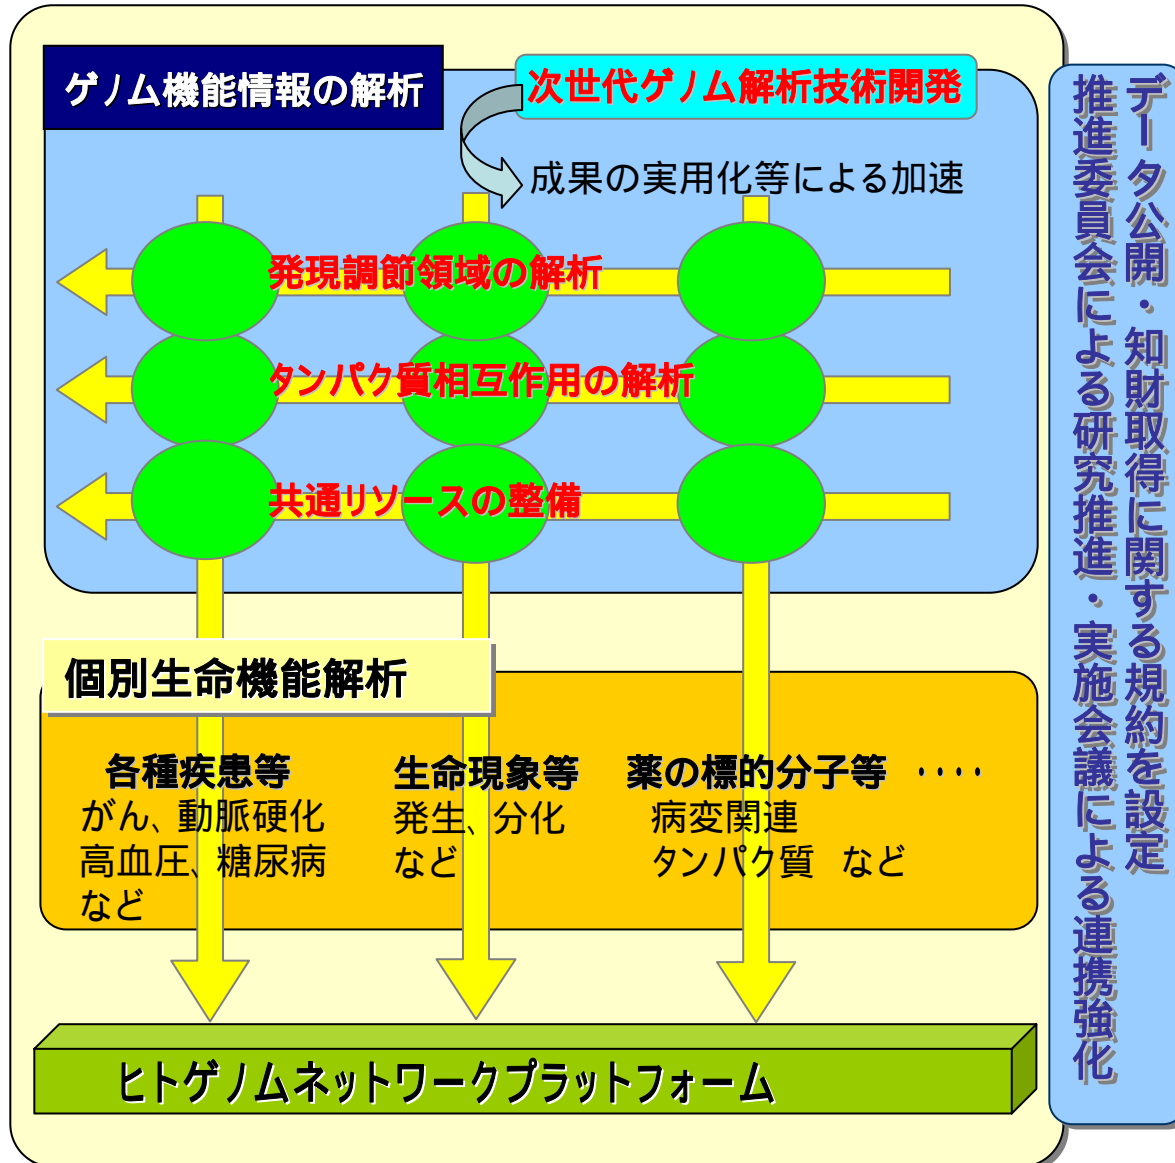 ゲノム機能情報の解析
次世代ゲノム解析技術開発
成果の実用化等による加速
発現調節領域の解析
タンパク質相互作用の解析
共通リソースの整備
個別生命機能解析
各種疾患等
がん、動脈硬化
高血圧、糖尿病
など
生命現象等
発生、分化
など
薬の標的分子等 ････
病変関連
タンパク質 など
ヒトゲノムネットワークプラットフォーム
データ公開・知財取得に関する規約を設定
推進委員会による研究推進・実施会議による連携強化